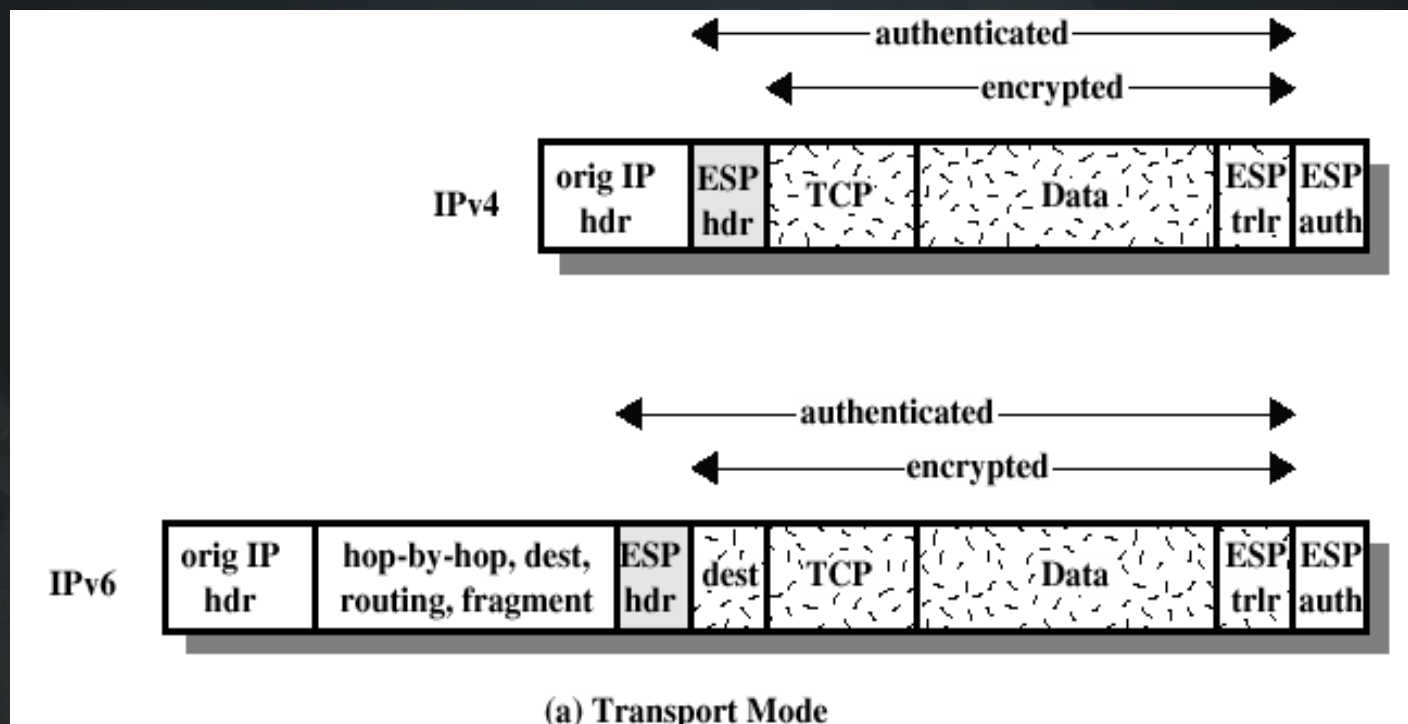 authenticated
encrypted
IPv4
orig IP
hdr
ESP
hdr
TCP
Data
ESP
trlr
ESP
auth
authenticated
encrypted
IPv6
orig IP
hdr
hop-by-hop, dest,
routing, fragment
ESP
hdr
dest
TCP
Data
ESP
trlr
ESP
auth
(a) Transport Mode